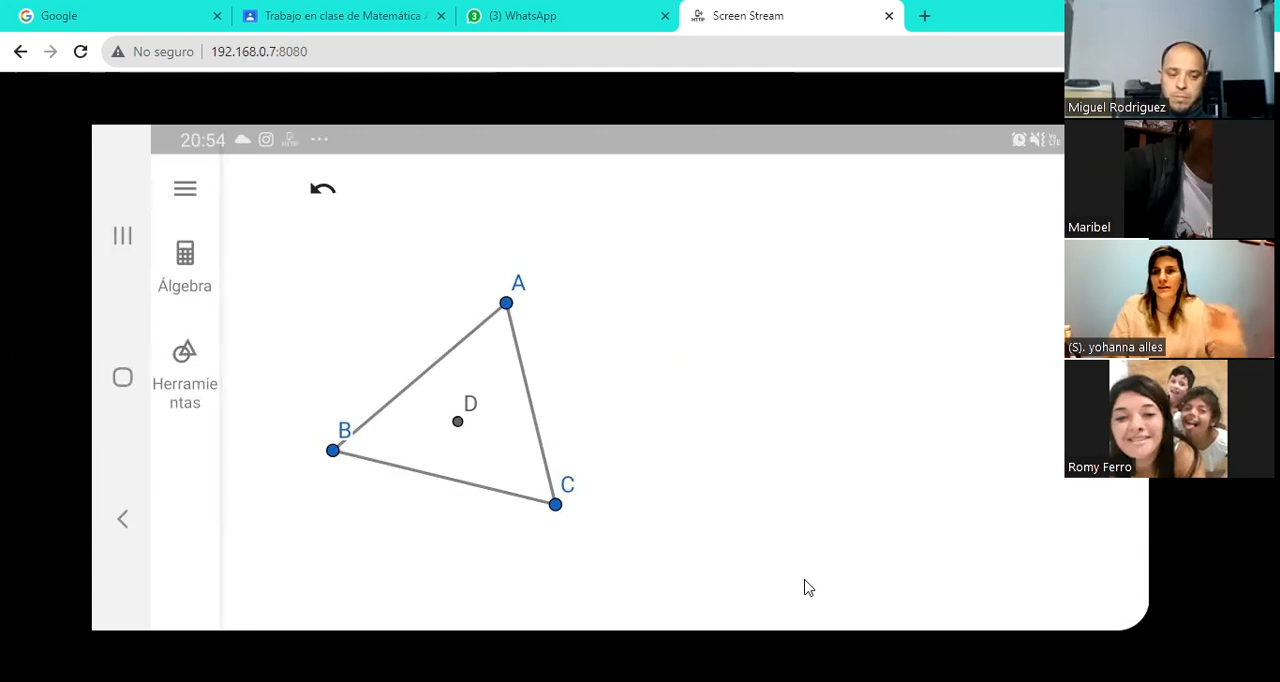 Google
Trabajo en clase de Matemática
(3) WhatsApp
Screen Stream
No seguro
192.168.0.7:8080
20:54
Álgebra
Herramie
ntas
A
B
C
D
Miguel Rodriguez
Maribel
(S). yohanna alles
Romy Ferro